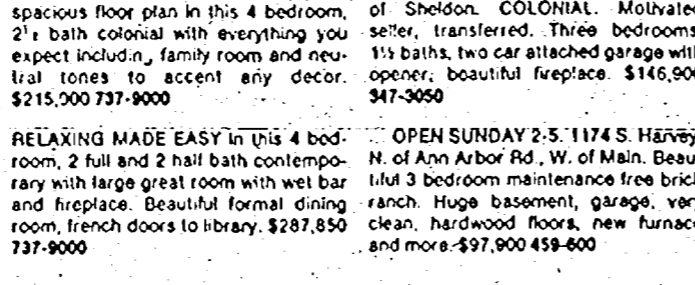 spacious floor plan in this 4 bedroom,
bath colonial with everything you
expect includin, family room and neu-
tral tones to accent any decor.
$215,000 737-9000
RELAXING MADE EASY in this 4 bed-
room, 2 full and 2 half bath contempo-
rary with large great room with wet bar
and fireplace. Beautiful formal dining
room, french doors to library. $287,850
737-9000
of Sheldon. COLONIAL. Motivated
seller, transferred. Three bedrooms
1½ baths, two car attached garage with
opener, beautiful fireplace. $146,900
347-3050
OPEN SUNDAY 2-5. 1174 S. Harvey
N. of Ann Arbor Rd., W. of Main. Beau
tiful 3 bedroom maintenance free brick
ranch. Huge basement, garage, very
clean, hardwood floors, new furnace
and more. $97,900 459-600